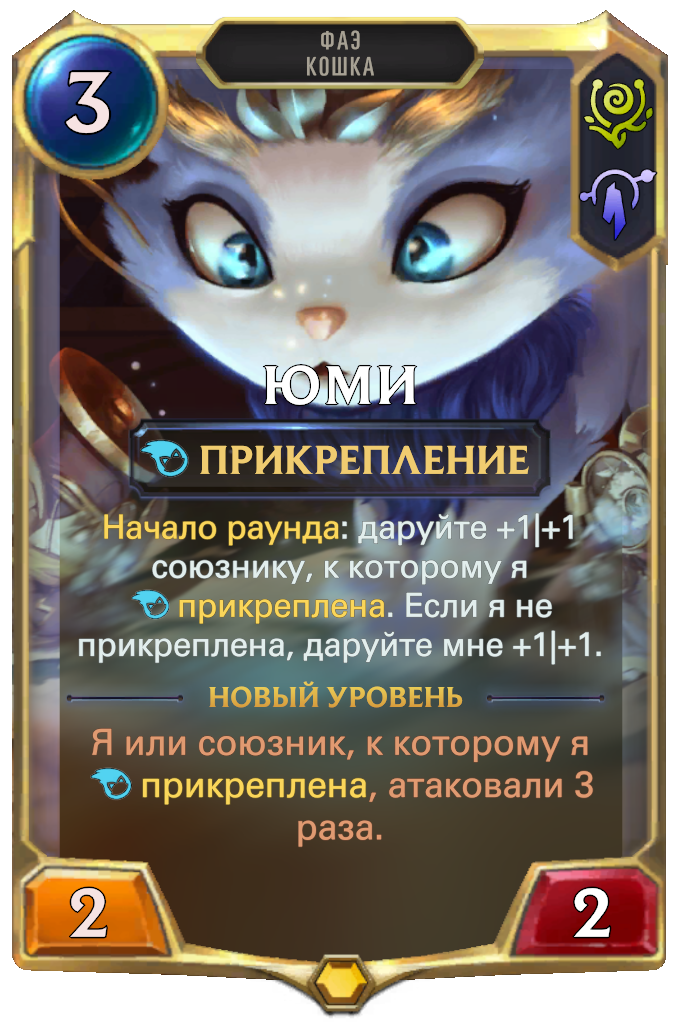 ФАЭ
КОШКА
3
ЮМИ
ПРИКРЕПЛЕНИЕ
Начало раунда: даруйте +1|+1
союзнику, к которому я
прикреплена. Если я не
прикреплена, даруйте мне +1|+1.
НОВЫЙ УРОВЕНЬ
Я или союзник, к которому я
прикреплена, атаковали 3
раза.
2
2